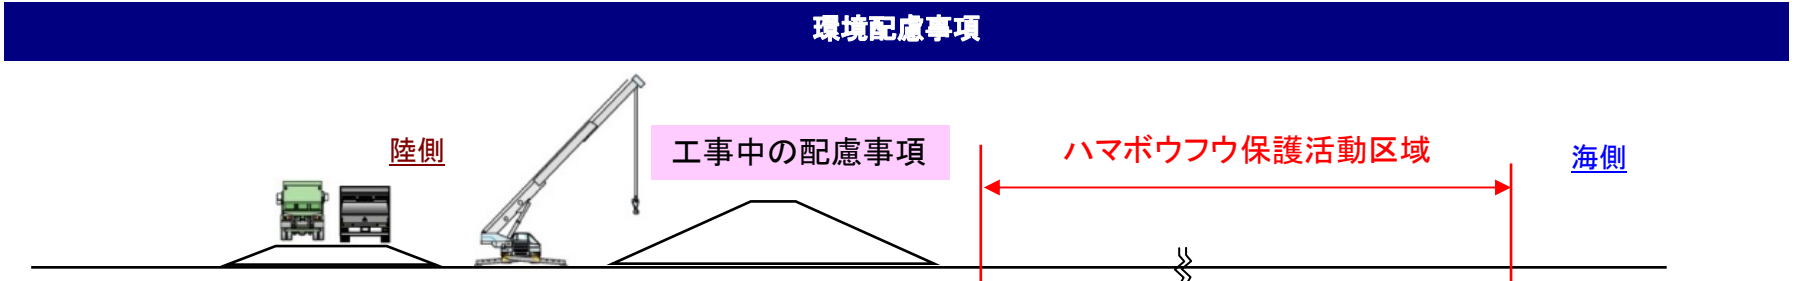 環境配慮事項
陸側
工事中の配慮事項
ハマボウフウ保護活動区域
海側